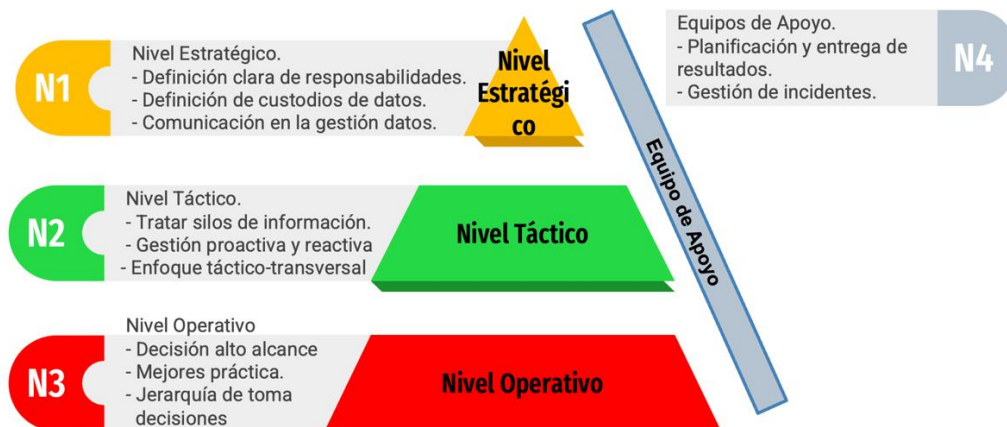 N1
Nivel Estratégico.
- Definición clara de responsabilidades.
- Definición de custodios de datos.
- Comunicación en la gestión datos.
Nivel
Estratégi
co
Equipos de Apoyo.
- Planificación y entrega de
resultados.
- Gestión de incidentes.
N4
Equipo de Apoyo
N2
Nivel Táctico.
- Tratar silos de información.
- Gestión proactiva y reactiva
- Enfoque táctico-transversal
Nivel Táctico
N3
Nivel Operativo
- Decisión alto alcance
- Mejores práctica.
- Jerarquía de toma
decisiones
Nivel Operativo